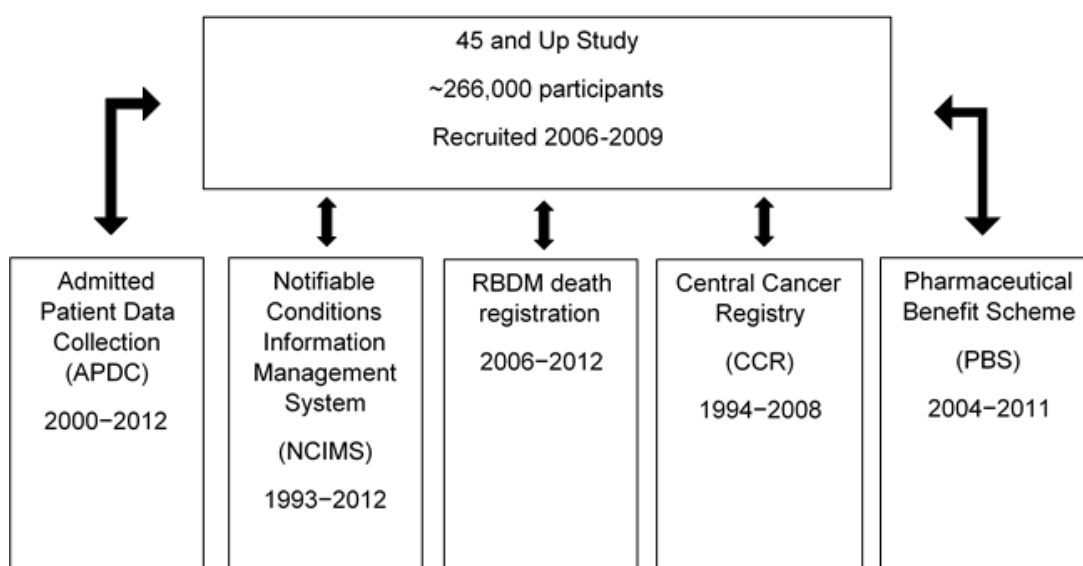 45 and Up Study
~266,000 participants
Recruited 2006-2009
Admitted
Patient Data
Collection
(APDC)
2000−2012
Notifiable
Conditions
Information
Management
System
(NCIMS)
1993−2012
RBDM death
registration
2006−2012
Central Cancer
Registry
(CCR)
1994−2008
Pharmaceutical
Benefit Scheme
(PBS)
2004−2011